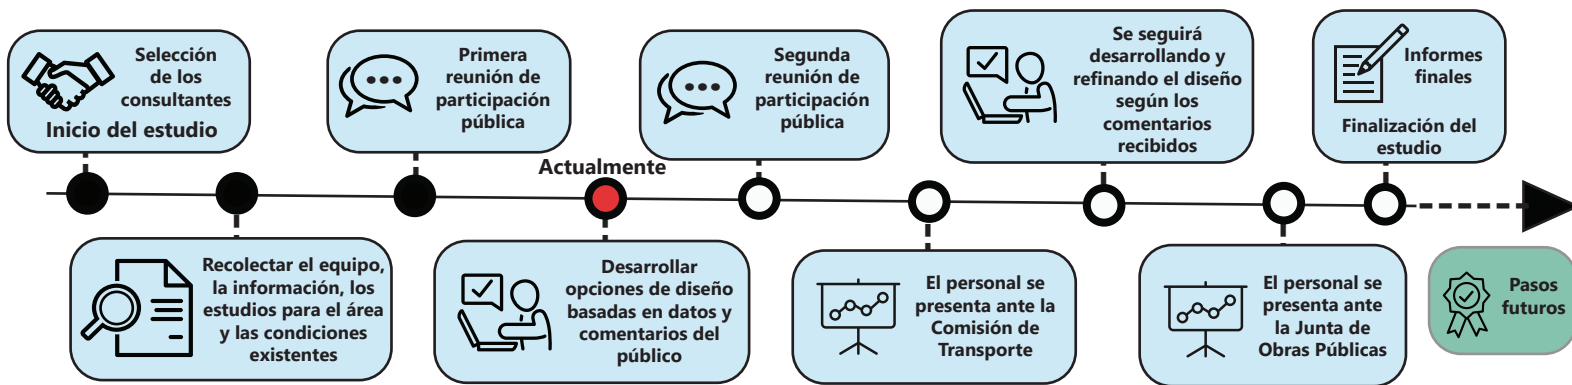 Selección
de los
consultantes
Inicio del estudio
Primera
reunión de
participación
pública
Segunda
reunión de
participación
pública
Se seguirá
desarrollando y
refinando el diseño
según los
comentarios
recibidos
Informes
finales
Finalización del
estudio
Actualmente
Recolectar el equipo,
la información, los
estudios para el área
y las condiciones
existentes
Desarrollar
opciones de diseño
basadas en datos y
comentarios del
público
El personal se
presenta ante la
Comisión de
Transporte
El personal se
presenta ante
la Junta de
Obras Públicas
Pasos
futuros